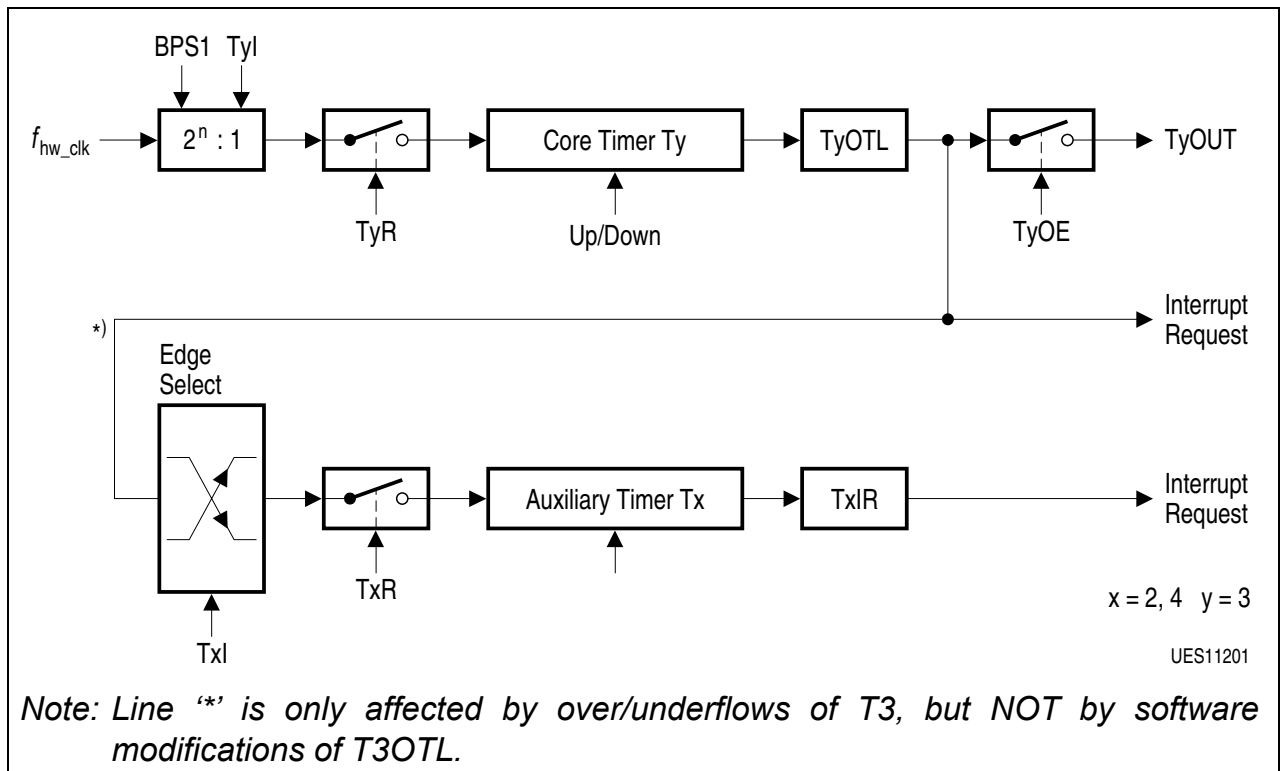 BPS1 TyI
fhw_clk
2ⁿ : 1
Core Timer Ty
TyOTL
TyOUT
TyR
Up/Down
TyOE
*)
Interrupt
Request
Edge
Select
Auxiliary Timer Tx
TxIR
Interrupt
Request
TxR
x = 2, 4 y = 3
TxI
UES11201
Note: Line ‘*’ is only affected by over/underflows of T3, but NOT by software
modifications of T3OTL.